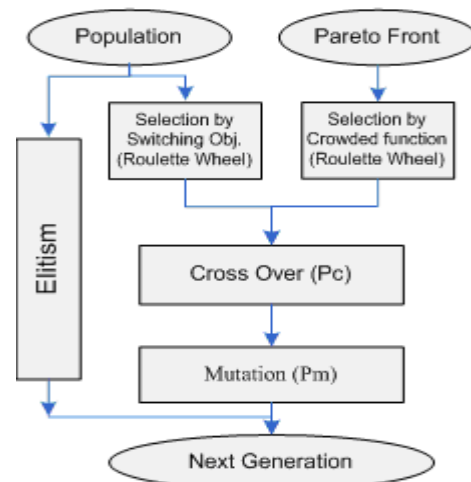 Population
Pareto Front
Selection by
Switching Obj.
(Roulette Wheel)
Selection by
Crowded function
(Roulette Wheel)
Elitism
Cross Over (Pc)
Mutation (Pm)
Next Generation